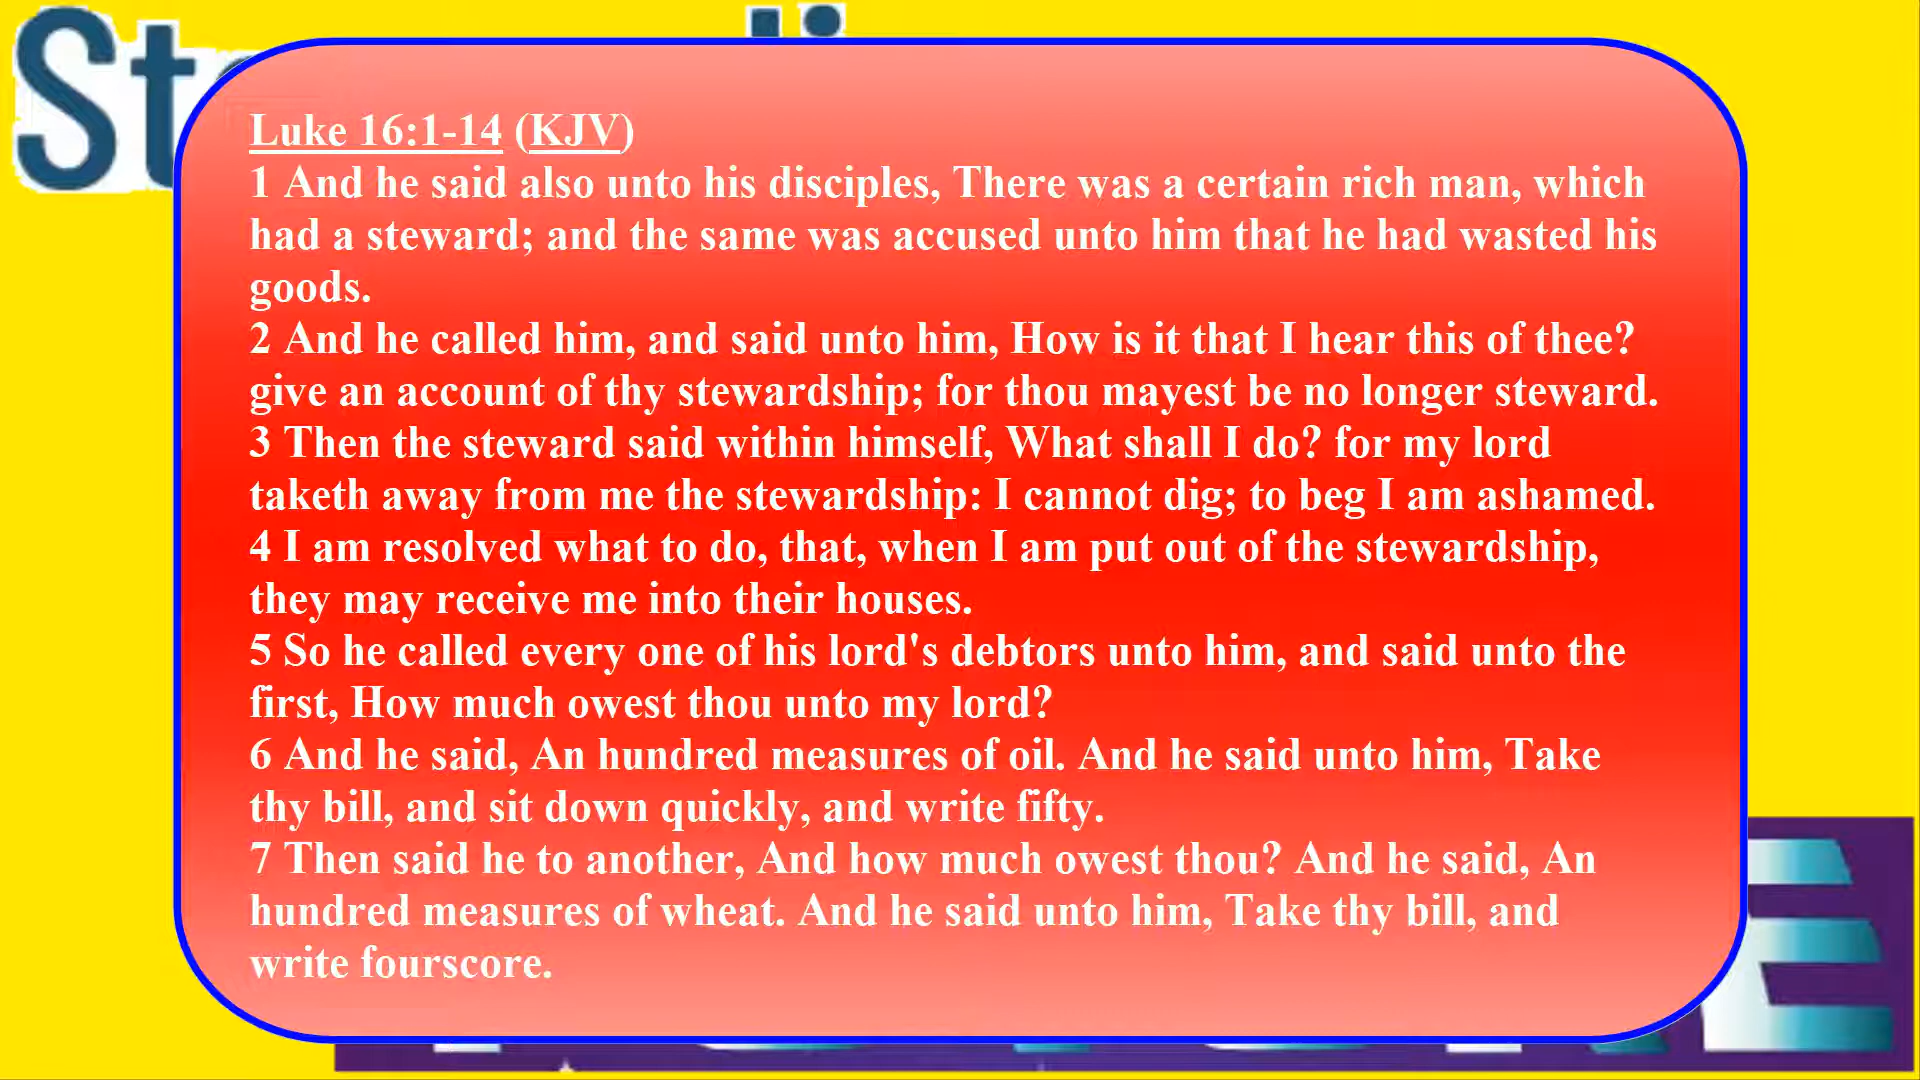 St
Luke 16:1-14 (KJV)
1 And he said also unto his disciples, There was a certain rich man, which
had a steward; and the same was accused unto him that he had wasted his
goods.
2 And he called him, and said unto him, How is it that I hear this of thee?
give an account of thy stewardship; for thou mayest be no longer steward.
3 Then the steward said within himself, What shall I do? for my lord
taketh away from me the stewardship: I cannot dig; to beg I am ashamed.
4 I am resolved what to do, that, when I am put out of the stewardship,
they may receive me into their houses.
5 So he called every one of his lord's debtors unto him, and said unto the
first, How much owest thou unto my lord?
6 And he said, An hundred measures of oil. And he said unto him, Take
thy bill, and sit down quickly, and write fifty.
7 Then said he to another, And how much owest thou? And he said, An
hundred measures of wheat. And he said unto him, Take thy bill, and
write fourscore.
E